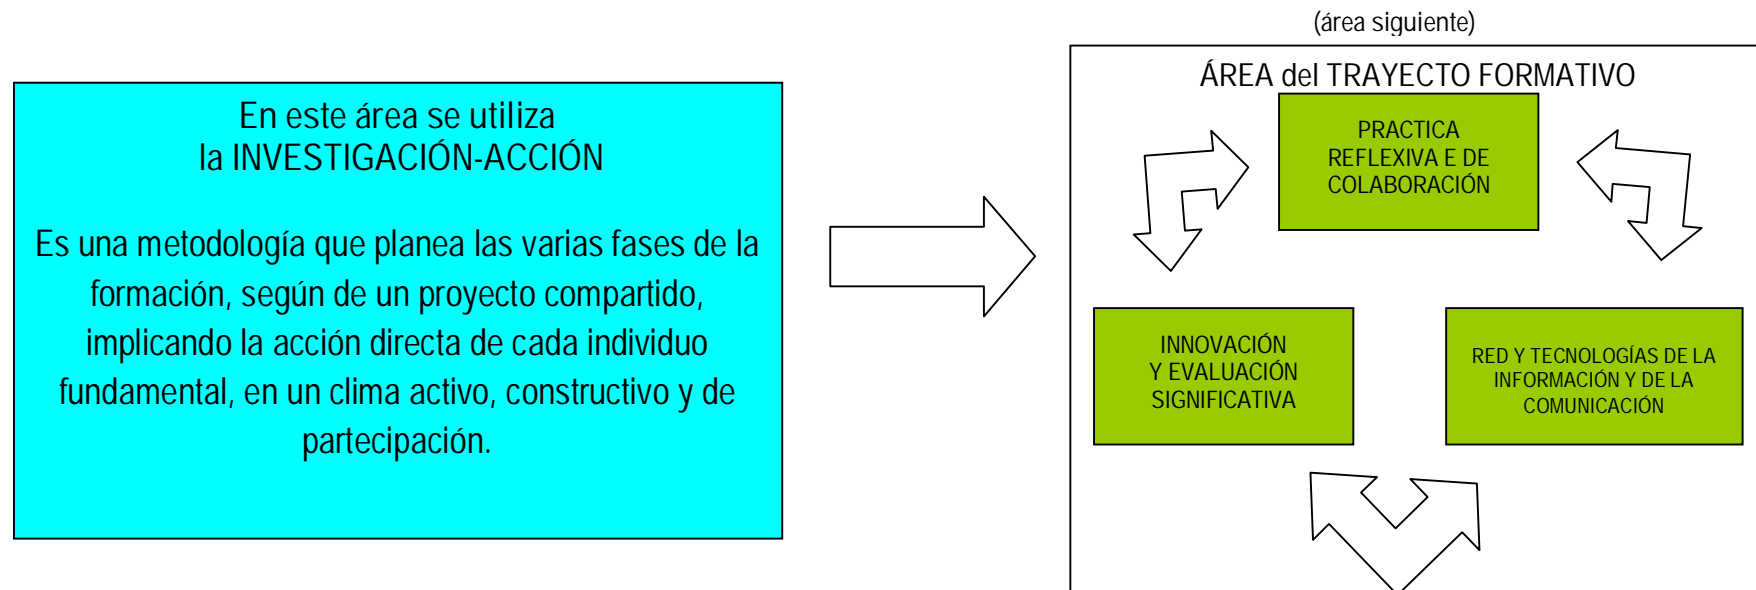 En este área se utiliza
la INVESTIGACIÓN-ACCIÓN
Es una metodología que planea las varias fases de la
formación, según de un proyecto compartido,
implicando la acción directa de cada individuo
fundamental, en un clima activo, constructivo y de
partecipación.
(área siguiente)
ÁREA del TRAYECTO FORMATIVO
PRACTICA
REFLEXIVA E DE
COLABORACIÓN
INNOVACIÓN
Y EVALUACIÓN
SIGNIFICATIVA
RED Y TECNOLOGÍAS DE LA
INFORMACIÓN Y DE LA
COMUNICACIÓN